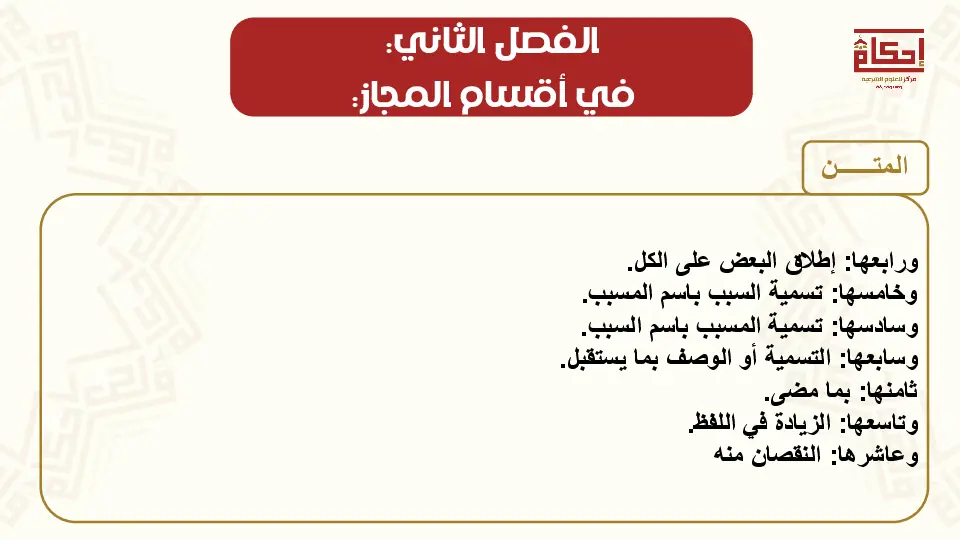 الفصل الثاني:
في أقسام المجاز:
إحكام
مركز للعلوم الشرعية
المتـــــــن
ورابعها: إطلاق البعض على الكل.
وخامسها: تسمية السبب باسم المسبب.
وسادسها: تسمية المسبب باسم السبب.
وسابعها: التسمية أو الوصف بما يستقبل.
ثامنها: بما مضى.
وتاسعها: الزيادة في اللفظ.
وعاشرها: النقصان منه